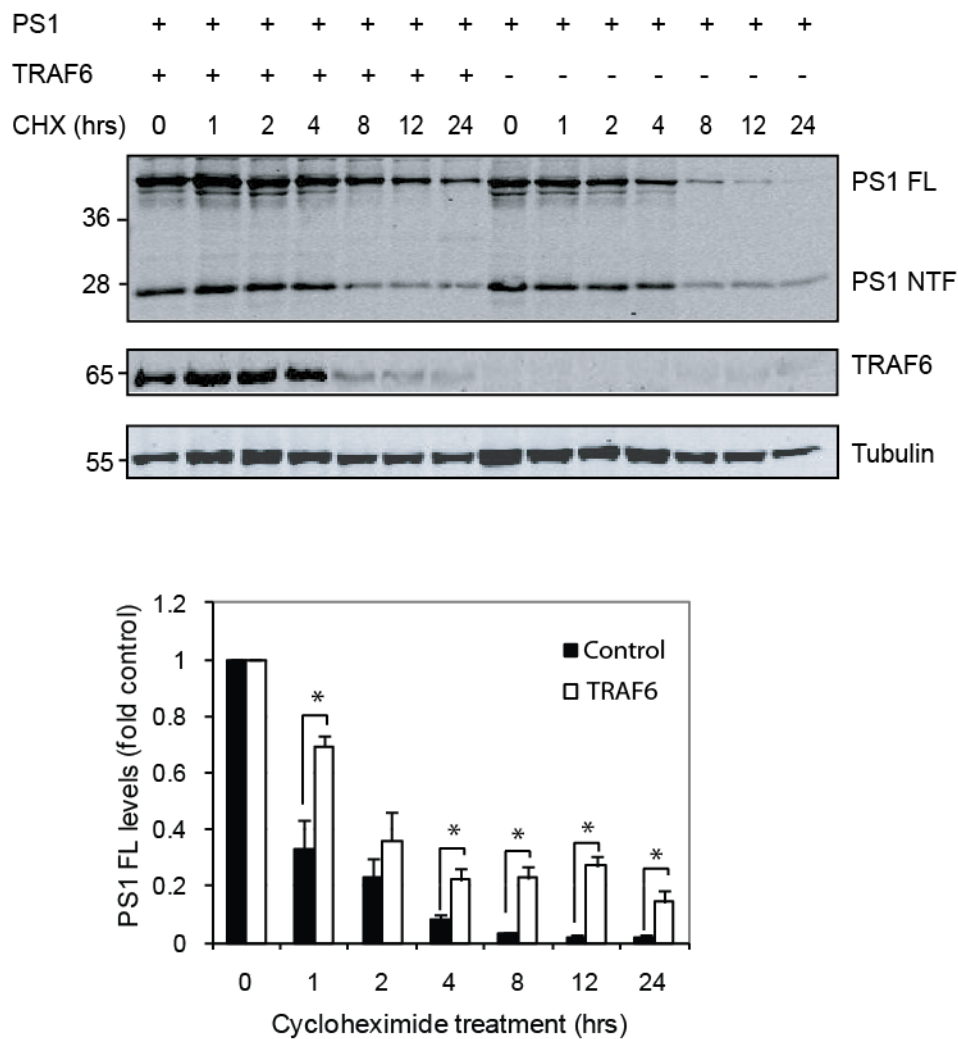 PS1 + + + + + + + + + + + + + +
TRAF6 + + + + + + + - - - - - - -
CHX (hrs) 0 1 2 4 8 12 24 0 1 2 4 8 12 24
PS1 FL
36
28
PS1 NTF
65
TRAF6
55
Tubulin
PS1 FL levels (fold control)
1.2
1
0.8
0.6
0.4
0.2
0
Control
TRAF6
*
*
*
*
*
0 1 2 4 8 12 24
Cycloheximide treatment (hrs)